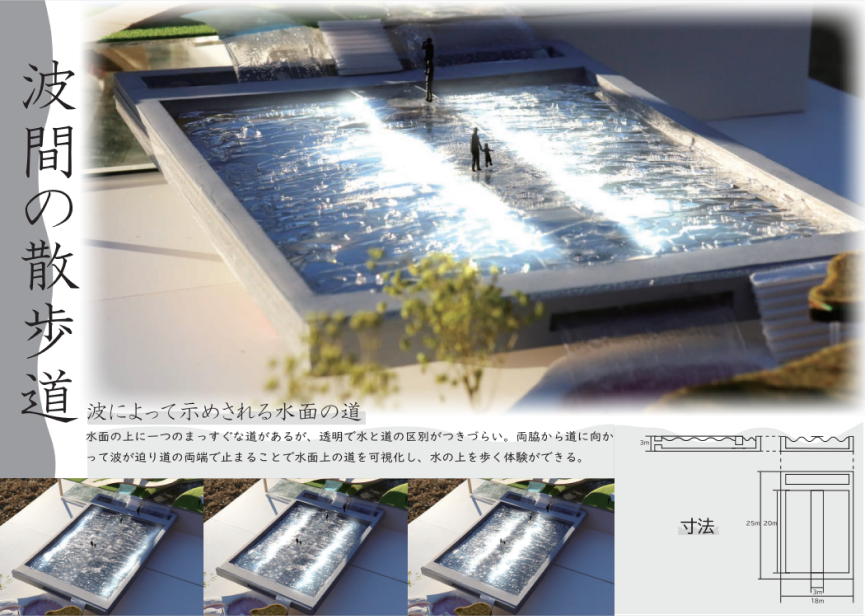 波間の散歩道
波によって示めされる水面の道
水面の上に一つのまっすぐな道があるが、透明で水と道の区別がつきづらい。両脇から道に向か
って波が迫り道の両端で止まることで水面上の道を可視化し、水の上を歩く体験ができる。
3m
寸法
25m 20m
3m
18m